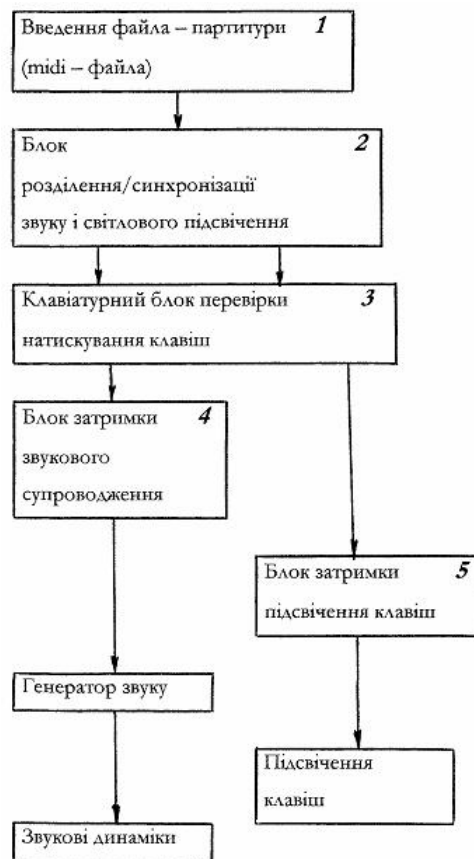 Введення файла – партитури 1
(midi – файла)
Блок 2
розділення/синхронізації
звуку і світлового підсвічення
Клавіатурний блок перевірки 3
натискування клавіш
Блок затримки 4
звукового
супроводження
Блок затримки 5
підсвічення клавіш
Генератор звуку
Підсвічення
клавіш
Звукові динаміки